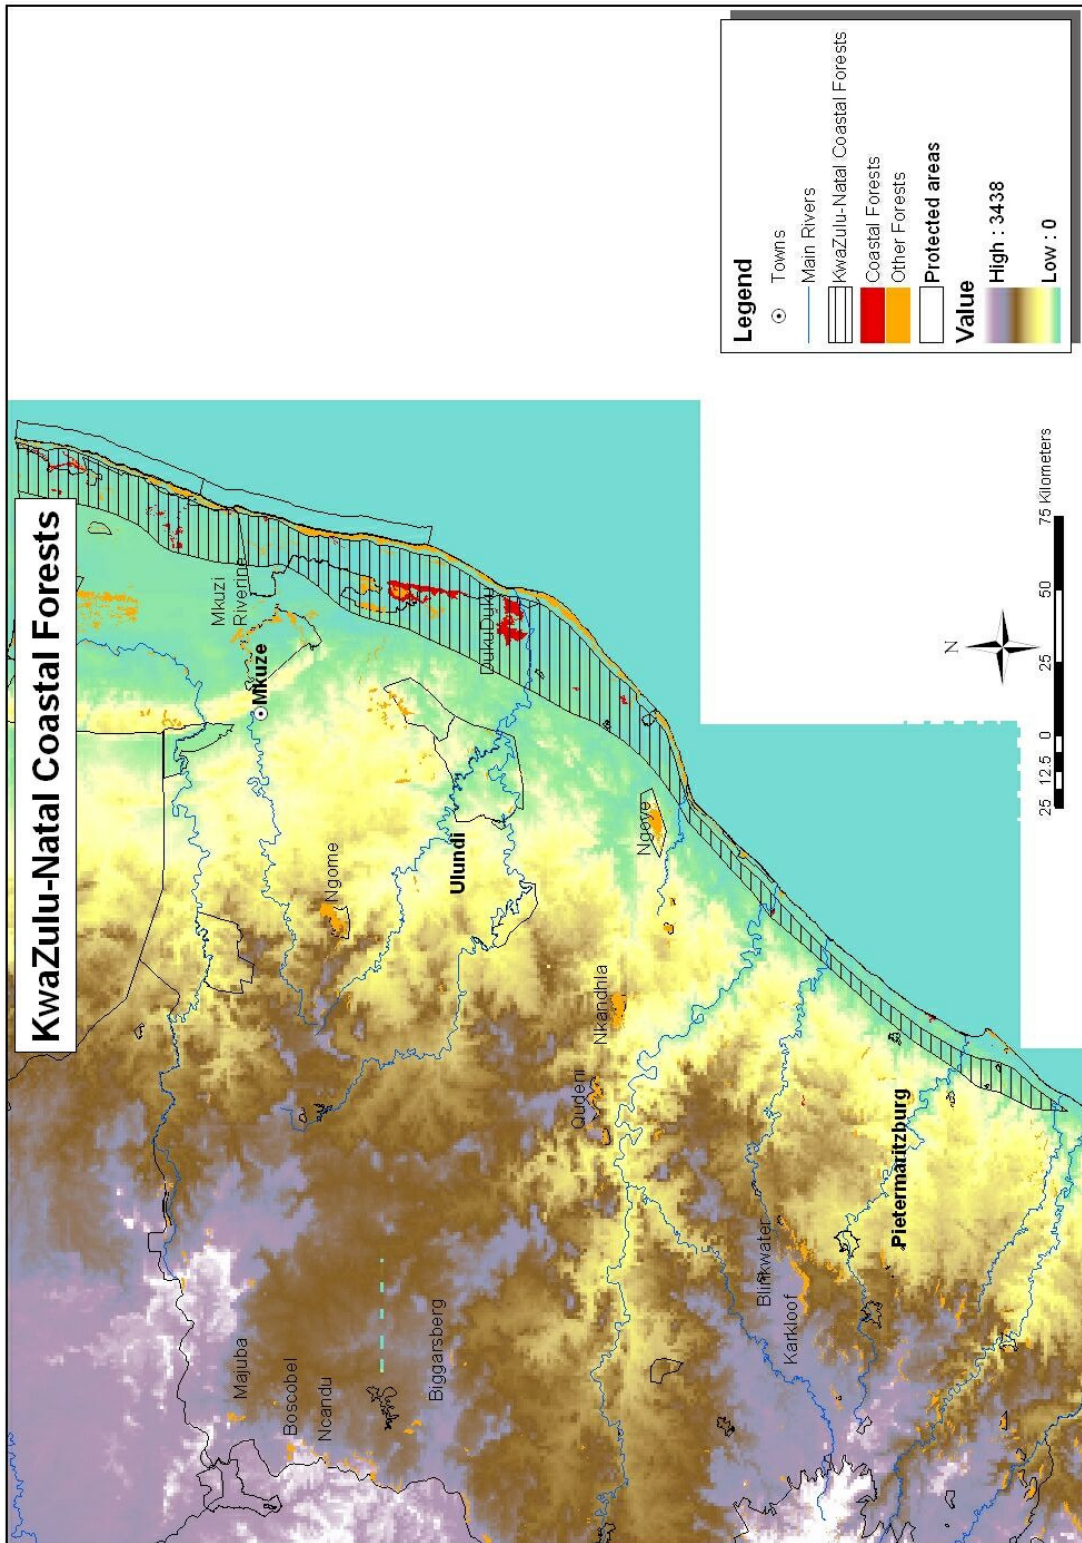 KwaZulu-Natal Coastal Forests
Mkuzi
Riverine
Mkuze
DukuDuku
Ngome
Ulundi
Ngoye
Nkandhla
Qudeni
Majuba
Boscobel
Ncandu
Biggarsberg
Blinkwater
Karkloof
Pietermaritzburg
N
25 12.5 0 25 50 75 Kilometers
Legend
Towns
Main Rivers
KwaZulu-Natal Coastal Forests
Coastal Forests
Other Forests
Protected areas
Value
High : 3438
Low : 0